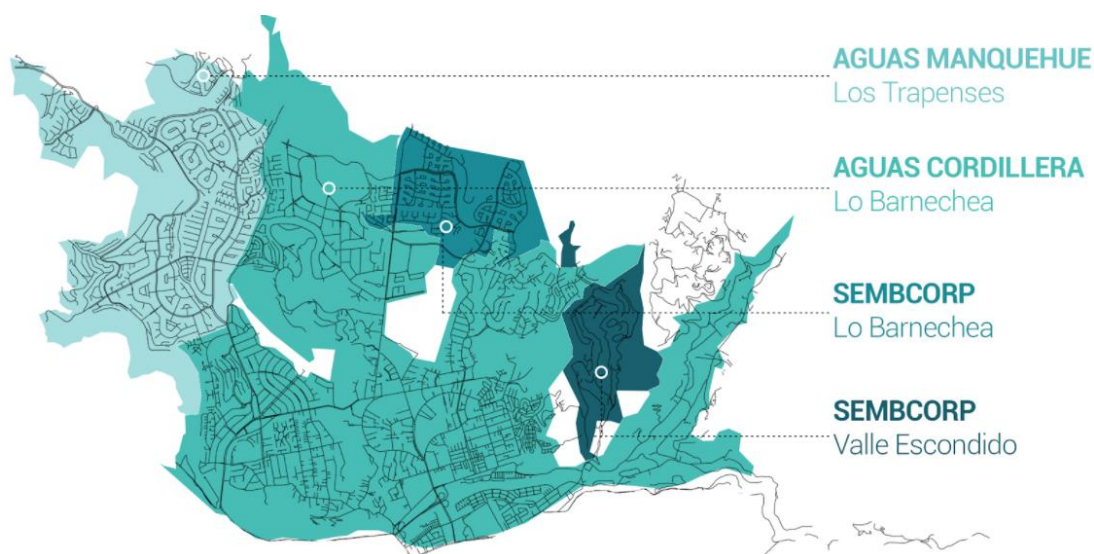 AGUAS MANQUEHUE
Los Trapenses
AGUAS CORDILLERA
Lo Barnechea
SEMBCORP
Lo Barnechea
SEMBCORP
Valle Escondido